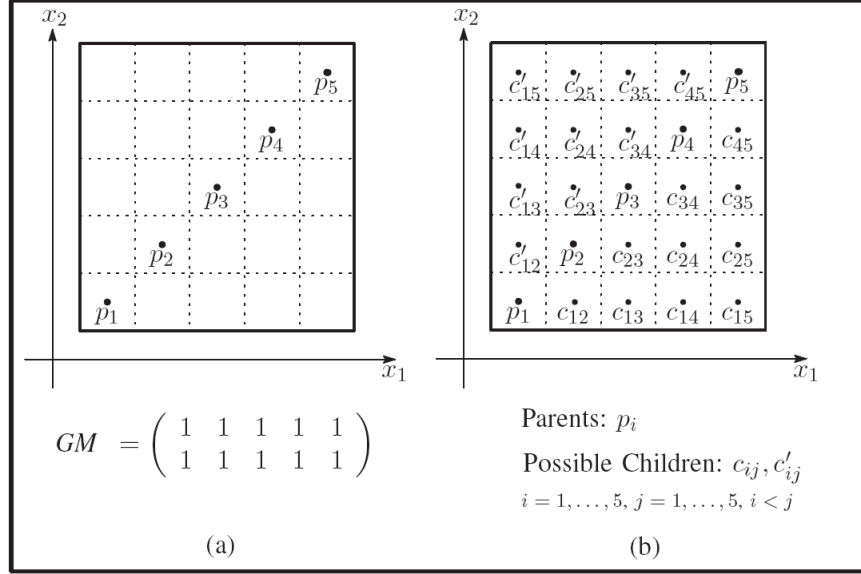 x₂
p₅
p₄
p₃
p₂
p₁
x₁
GM = ( 1 1 1 1 1
1 1 1 1 1 )
(a)
x₂
c′₁₅ c′₂₅ c′₃₅ c′₄₅ p₅
c′₁₄ c′₂₄ c′₃₄ p₄ c₄₅
c′₁₃ c′₂₃ p₃ c₃₄ c₃₅
c′₁₂ p₂ c₂₃ c₂₄ c₂₅
p₁ c₁₂ c₁₃ c₁₄ c₁₅
x₁
Parents: pᵢ
Possible Children: cᵢⱼ, c′ᵢⱼ
i = 1, . . . , 5, j = 1, . . . , 5, i < j
(b)